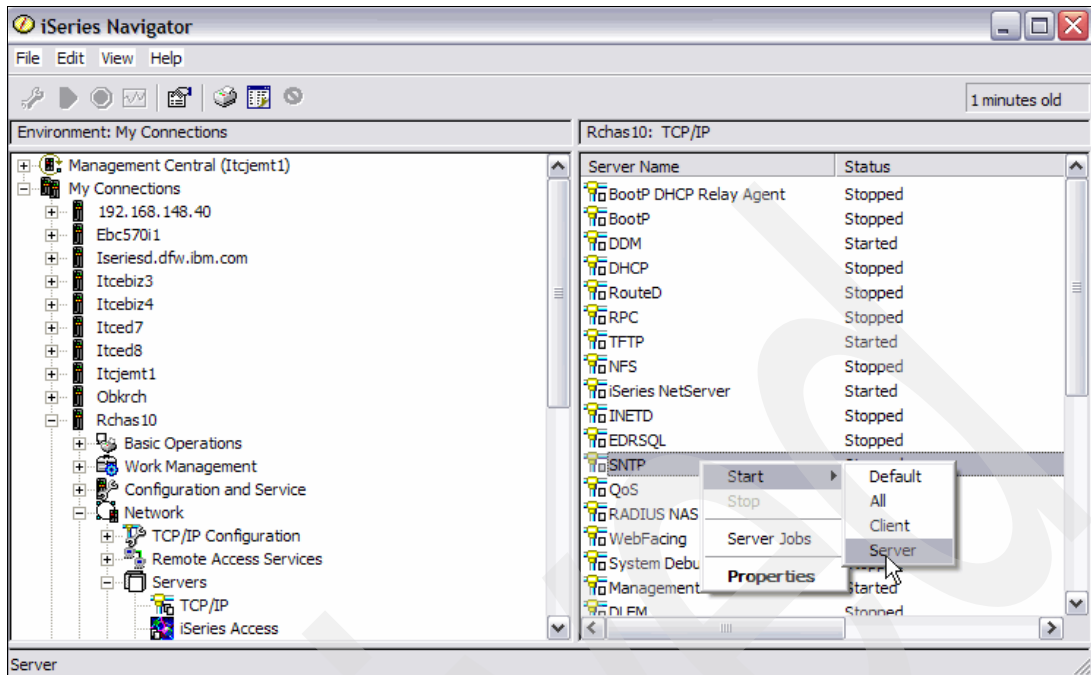 iSeries Navigator
File Edit View Help
1 minutes old
Environment: My Connections
Rchas10: TCP/IP
Management Central (Itcjemt1)
My Connections
192.168.148.40
Ebc570i1
Iseriesd.dfw.ibm.com
Itcebiz3
Itcebiz4
Itced7
Itced8
Itcjemt1
Obkrch
Rchas10
Basic Operations
Work Management
Configuration and Service
Network
TCP/IP Configuration
Remote Access Services
Servers
TCP/IP
iSeries Access
Server Name Status
BootP DHCP Relay Agent Stopped
BootP Stopped
DDM Started
DHCP Stopped
RouteD Stopped
RPC Stopped
TFTP Started
NFS Stopped
iSeries NetServer Started
INETD Stopped
EDRSQL Stopped
SNTP
QoS
RADIUS NAS
WebFacing
System Debu
Management Started
DLFM Stopped
Start
Stop
Server Jobs
Properties
Default
All
Client
Server
Server